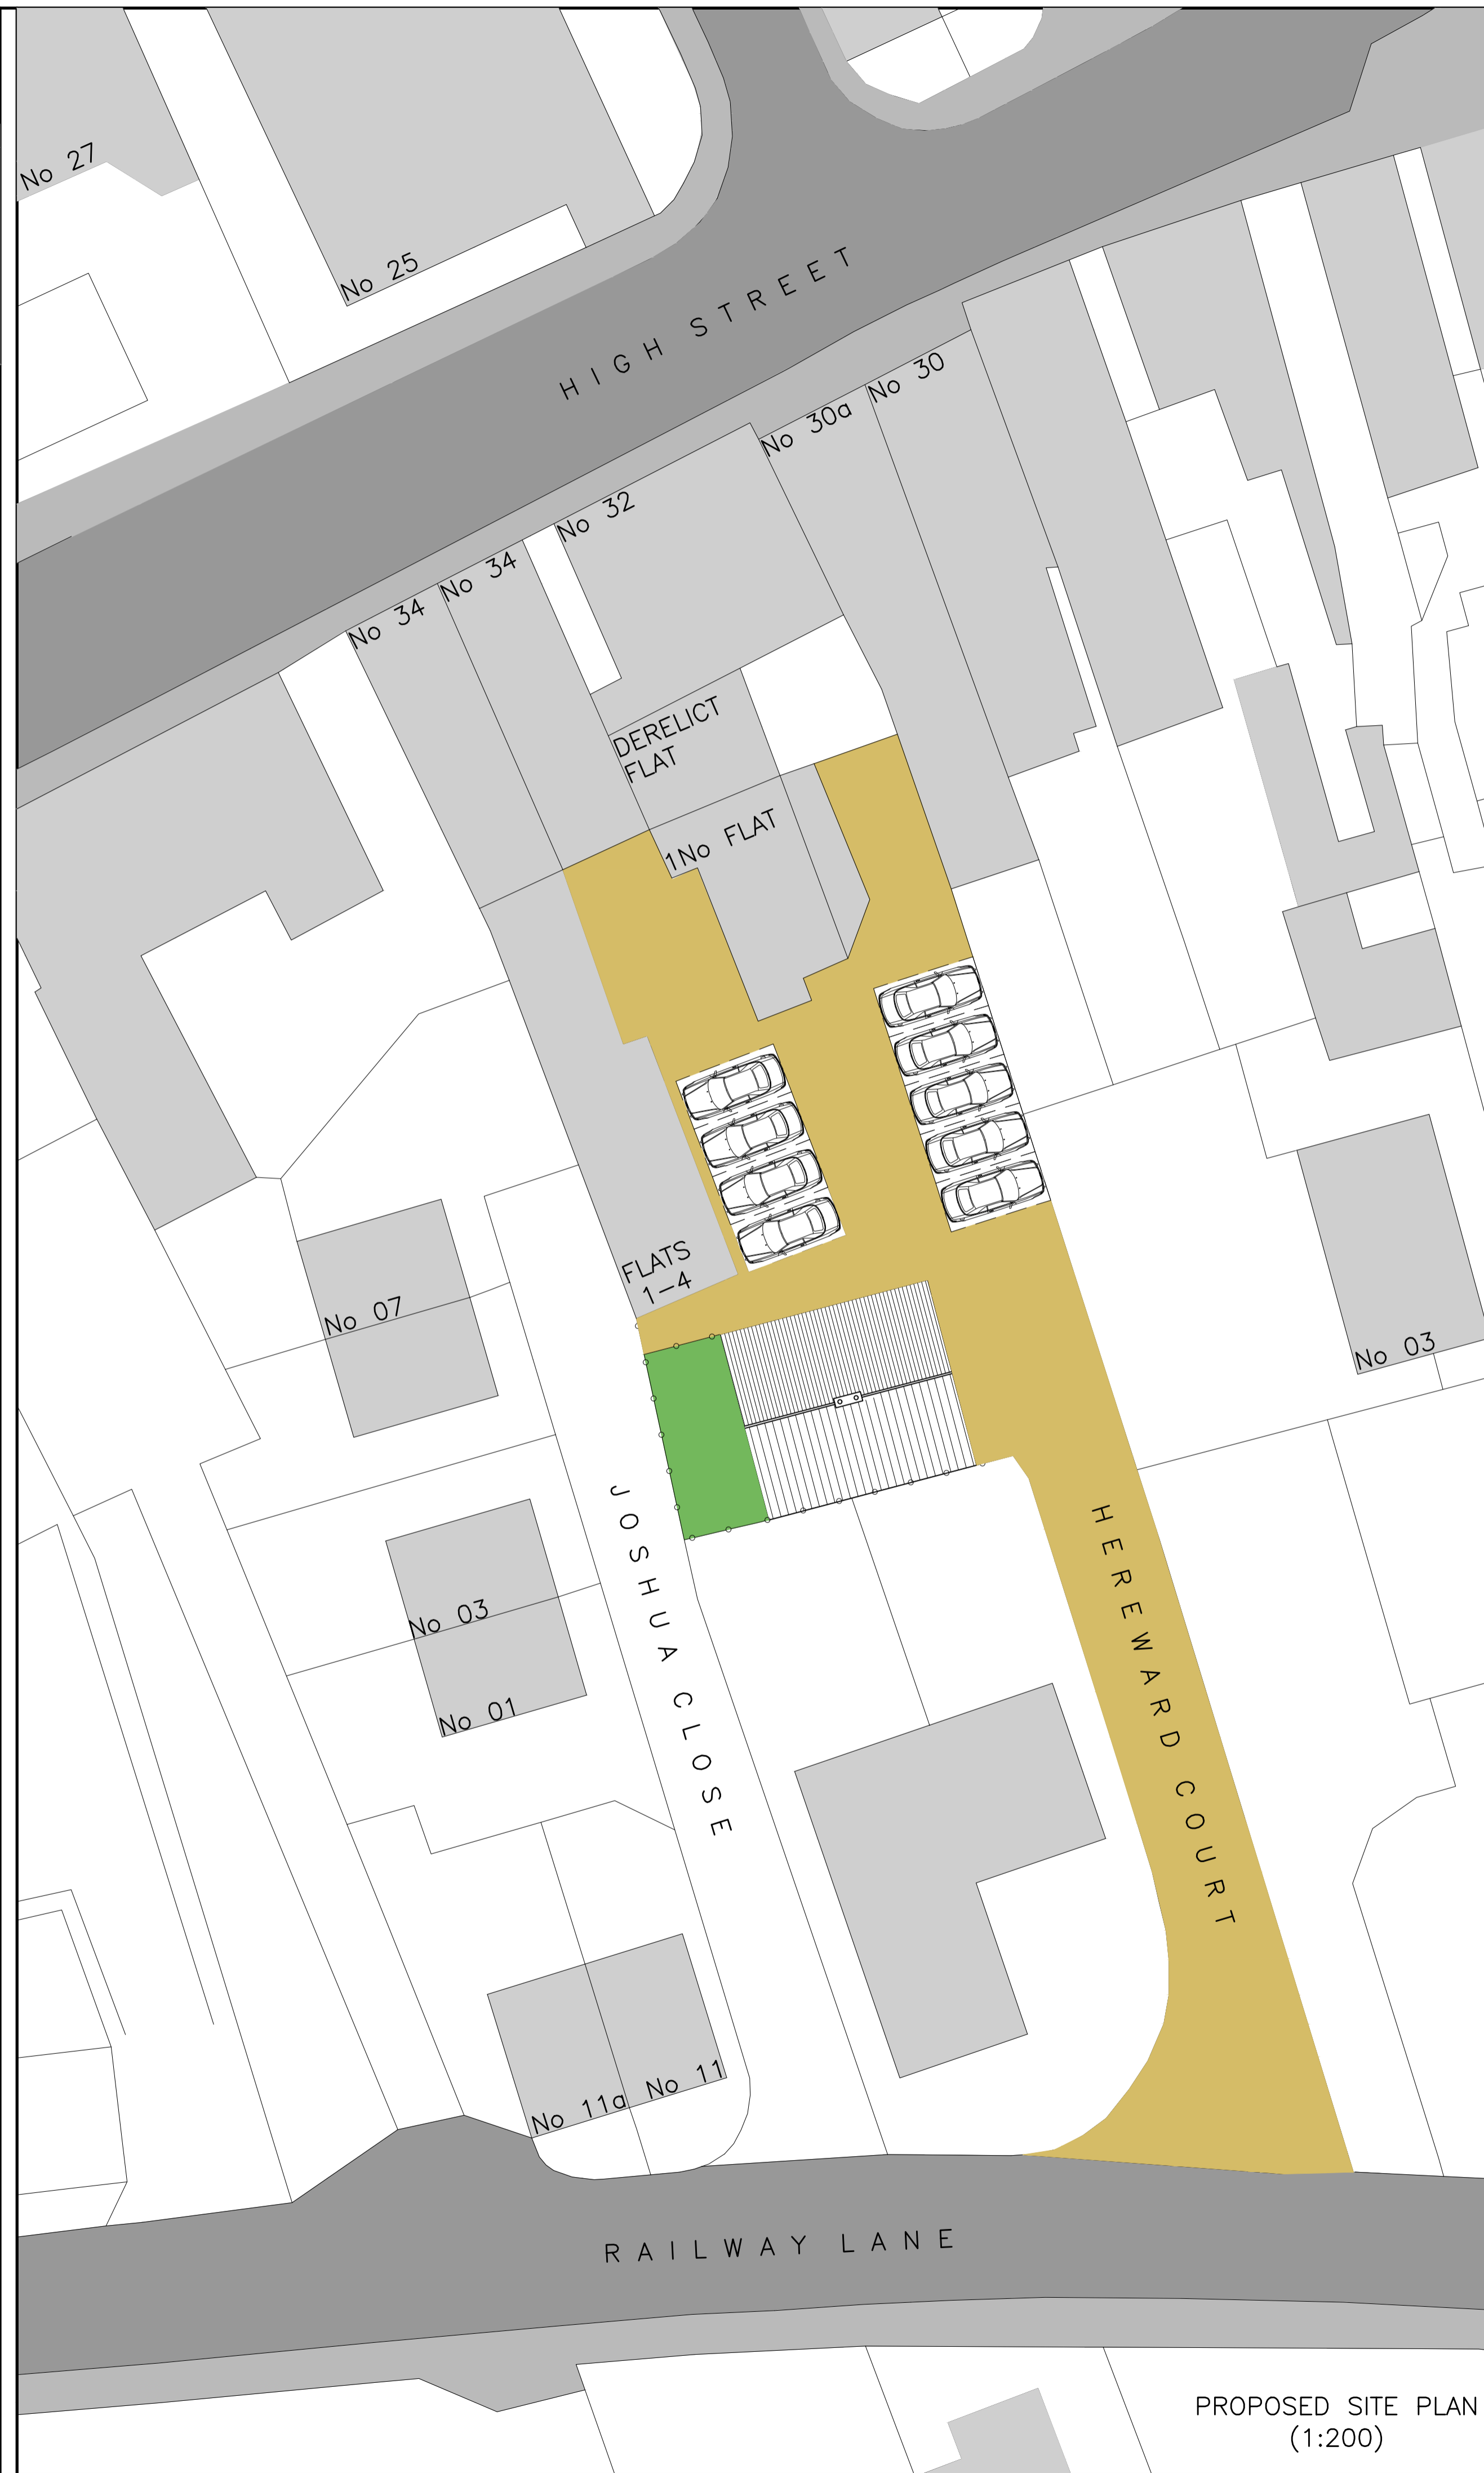 No 27
No 25
HIGH STREET
No 30
No 30a
No 32
No 34
No 34
DERELICT
FLAT
1No FLAT
FLATS
1-4
No 07
No 03
No 03
No 01
JOSHUA CLOSE
HEREWARD COURT
No 11a
No 11
RAILWAY LANE
PROPOSED SITE PLAN
(1:200)